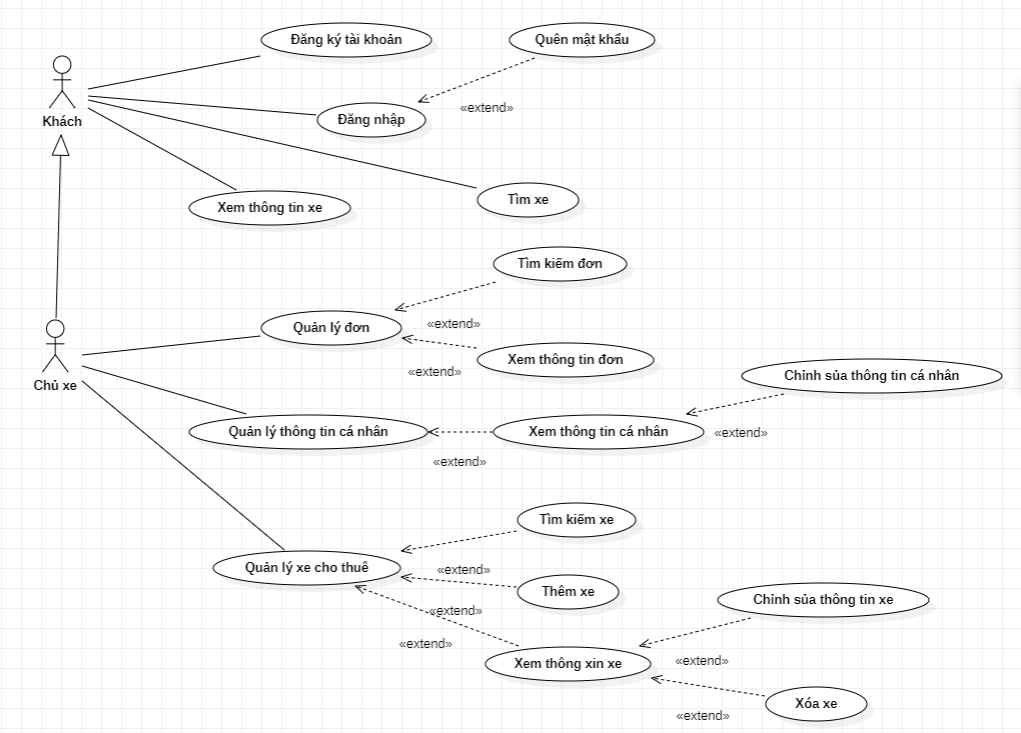 Đăng ký tài khoản
Quên mật khẩu
«extend»
Đăng nhập
Khách
Tìm xe
Xem thông tin xe
Tìm kiếm đơn
Quản lý đơn
«extend»
Xem thông tin đơn
«extend»
Chủ xe
Chỉnh sủa thông tin cá nhân
Quản lý thông tin cá nhân
Xem thông tin cá nhân
«extend»
«extend»
Tìm kiếm xe
Quản lý xe cho thuê
«extend»
Thêm xe
Chỉnh sủa thông tin xe
«extend»
«extend»
Xem thông xin xe
«extend»
Xóa xe
«extend»